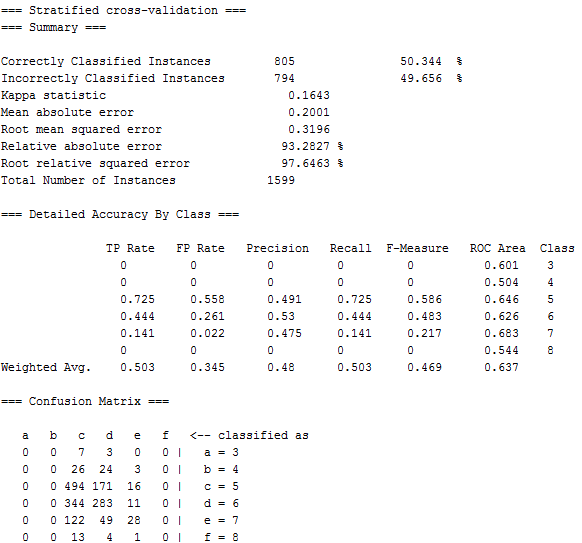 === Stratified cross-validation ===
=== Summary ===
Correctly Classified Instances 805 50.344 %
Incorrectly Classified Instances 794 49.656 %
Kappa statistic 0.1643
Mean absolute error 0.2001
Root mean squared error 0.3196
Relative absolute error 93.2827 %
Root relative squared error 97.6463 %
Total Number of Instances 1599
=== Detailed Accuracy By Class ===
TP Rate FP Rate Precision Recall F-Measure ROC Area Class
0 0 0 0 0 0.601 3
0 0 0 0 0 0.504 4
0.725 0.558 0.491 0.725 0.586 0.646 5
0.444 0.261 0.53 0.444 0.483 0.626 6
0.141 0.022 0.475 0.141 0.217 0.683 7
0 0 0 0 0 0.544 8
Weighted Avg. 0.503 0.345 0.48 0.503 0.469 0.637
=== Confusion Matrix ===
a b c d e f <-- classified as
0 0 7 3 0 0 | a = 3
0 0 26 24 3 0 | b = 4
0 0 494 171 16 0 | c = 5
0 0 344 283 11 0 | d = 6
0 0 122 49 28 0 | e = 7
0 0 13 4 1 0 | f = 8